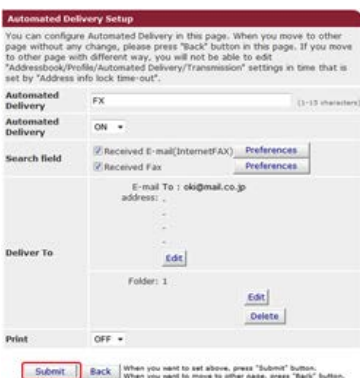 Automated Delivery Setup
You can configure Automated Delivery in this page. When you move to other
page without any change, please press "Back" button in this page. If you move
to other page with different way, you will not be able to edit
"Addressbook/Profile/Automated Delivery/Transmission" settings in time that is
set by "Address info lock time-out".
Automated
Delivery
FX
(1-15 characters)
Automated
Delivery
ON
Search field
Received E-mail(InternetFAX) Preferences
Received Fax Preferences
Deliver To
E-mail To : oki@mail.co.jp
address: .
.
.
.
Edit
Folder: 1
Edit
Delete
Print
OFF
Submit Back
When you want to set above, press "Submit" button.
When you want to move to other page, press "Back" button.